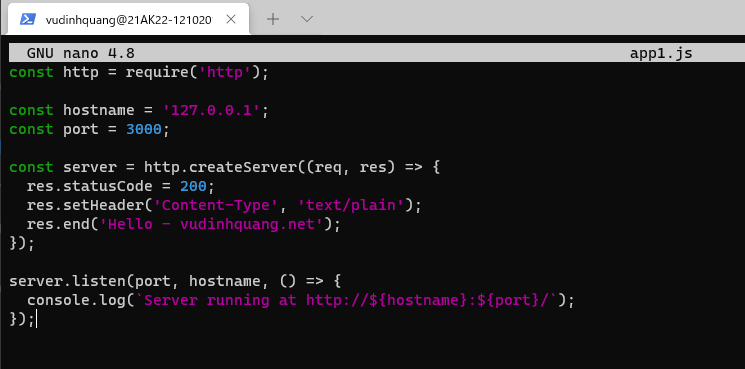 vudinhquang@21AK22-121020
GNU nano 4.8 app1.js
const http = require('http');
const hostname = '127.0.0.1';
const port = 3000;
const server = http.createServer((req, res) => {
  res.statusCode = 200;
  res.setHeader('Content-Type', 'text/plain');
  res.end('Hello - vudinhquang.net');
});
server.listen(port, hostname, () => {
  console.log(`Server running at http://${hostname}:${port}/`);
});